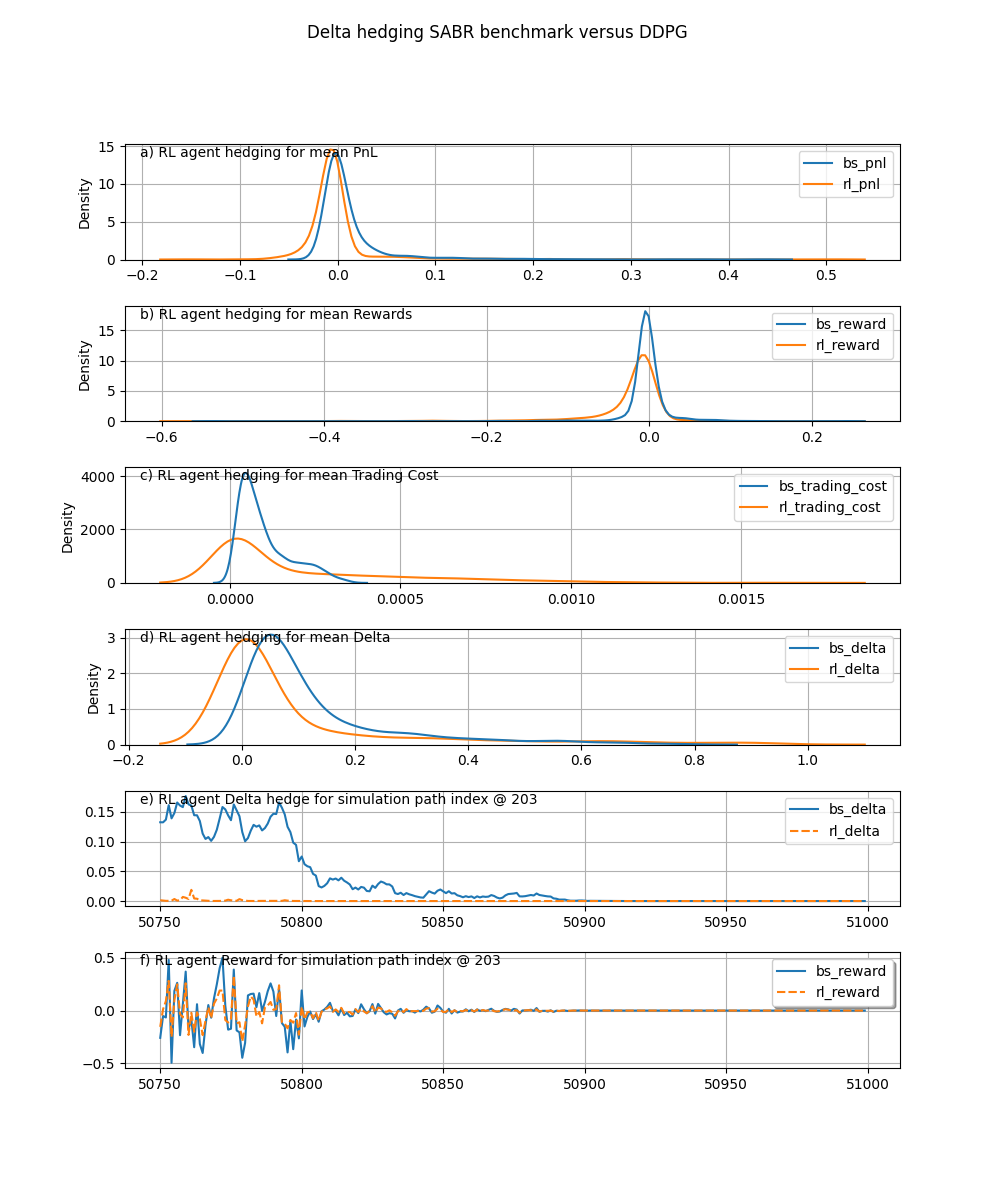 Delta hedging SABR benchmark versus DDPG
a) RL agent hedging for mean PnL
bs_pnl
rl_pnl
Density
15
10
5
0
−0.2 −0.1 0.0 0.1 0.2 0.3 0.4 0.5
b) RL agent hedging for mean Rewards
bs_reward
rl_reward
Density
15
10
5
0
−0.6 −0.4 −0.2 0.0 0.2
c) RL agent hedging for mean Trading Cost
bs_trading_cost
rl_trading_cost
Density
4000
2000
0
0.0000 0.0005 0.0010 0.0015
d) RL agent hedging for mean Delta
bs_delta
rl_delta
Density
3
2
1
0
−0.2 0.0 0.2 0.4 0.6 0.8 1.0
e) RL agent Delta hedge for simulation path index @ 203
bs_delta
rl_delta
0.15
0.10
0.05
0.00
50750 50800 50850 50900 50950 51000
f) RL agent Reward for simulation path index @ 203
bs_reward
rl_reward
0.5
0.0
−0.5
50750 50800 50850 50900 50950 51000